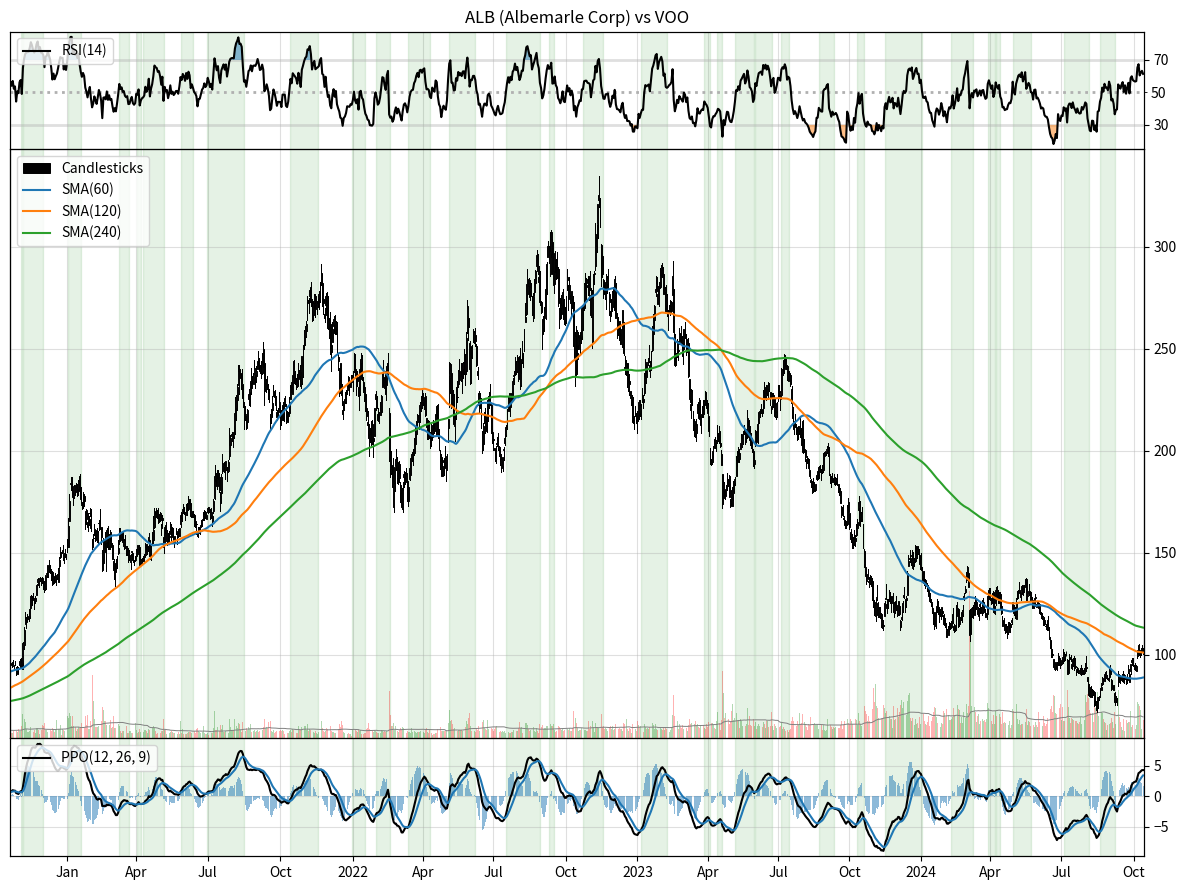 ALB (Albemarle Corp) vs VOO
RSI(14)
70
50
30
Candlesticks
SMA(60)
SMA(120)
SMA(240)
300
250
200
150
100
PPO(12, 26, 9)
5
0
−5
Jan Apr Jul Oct 2022 Apr Jul Oct 2023 Apr Jul Oct 2024 Apr Jul Oct